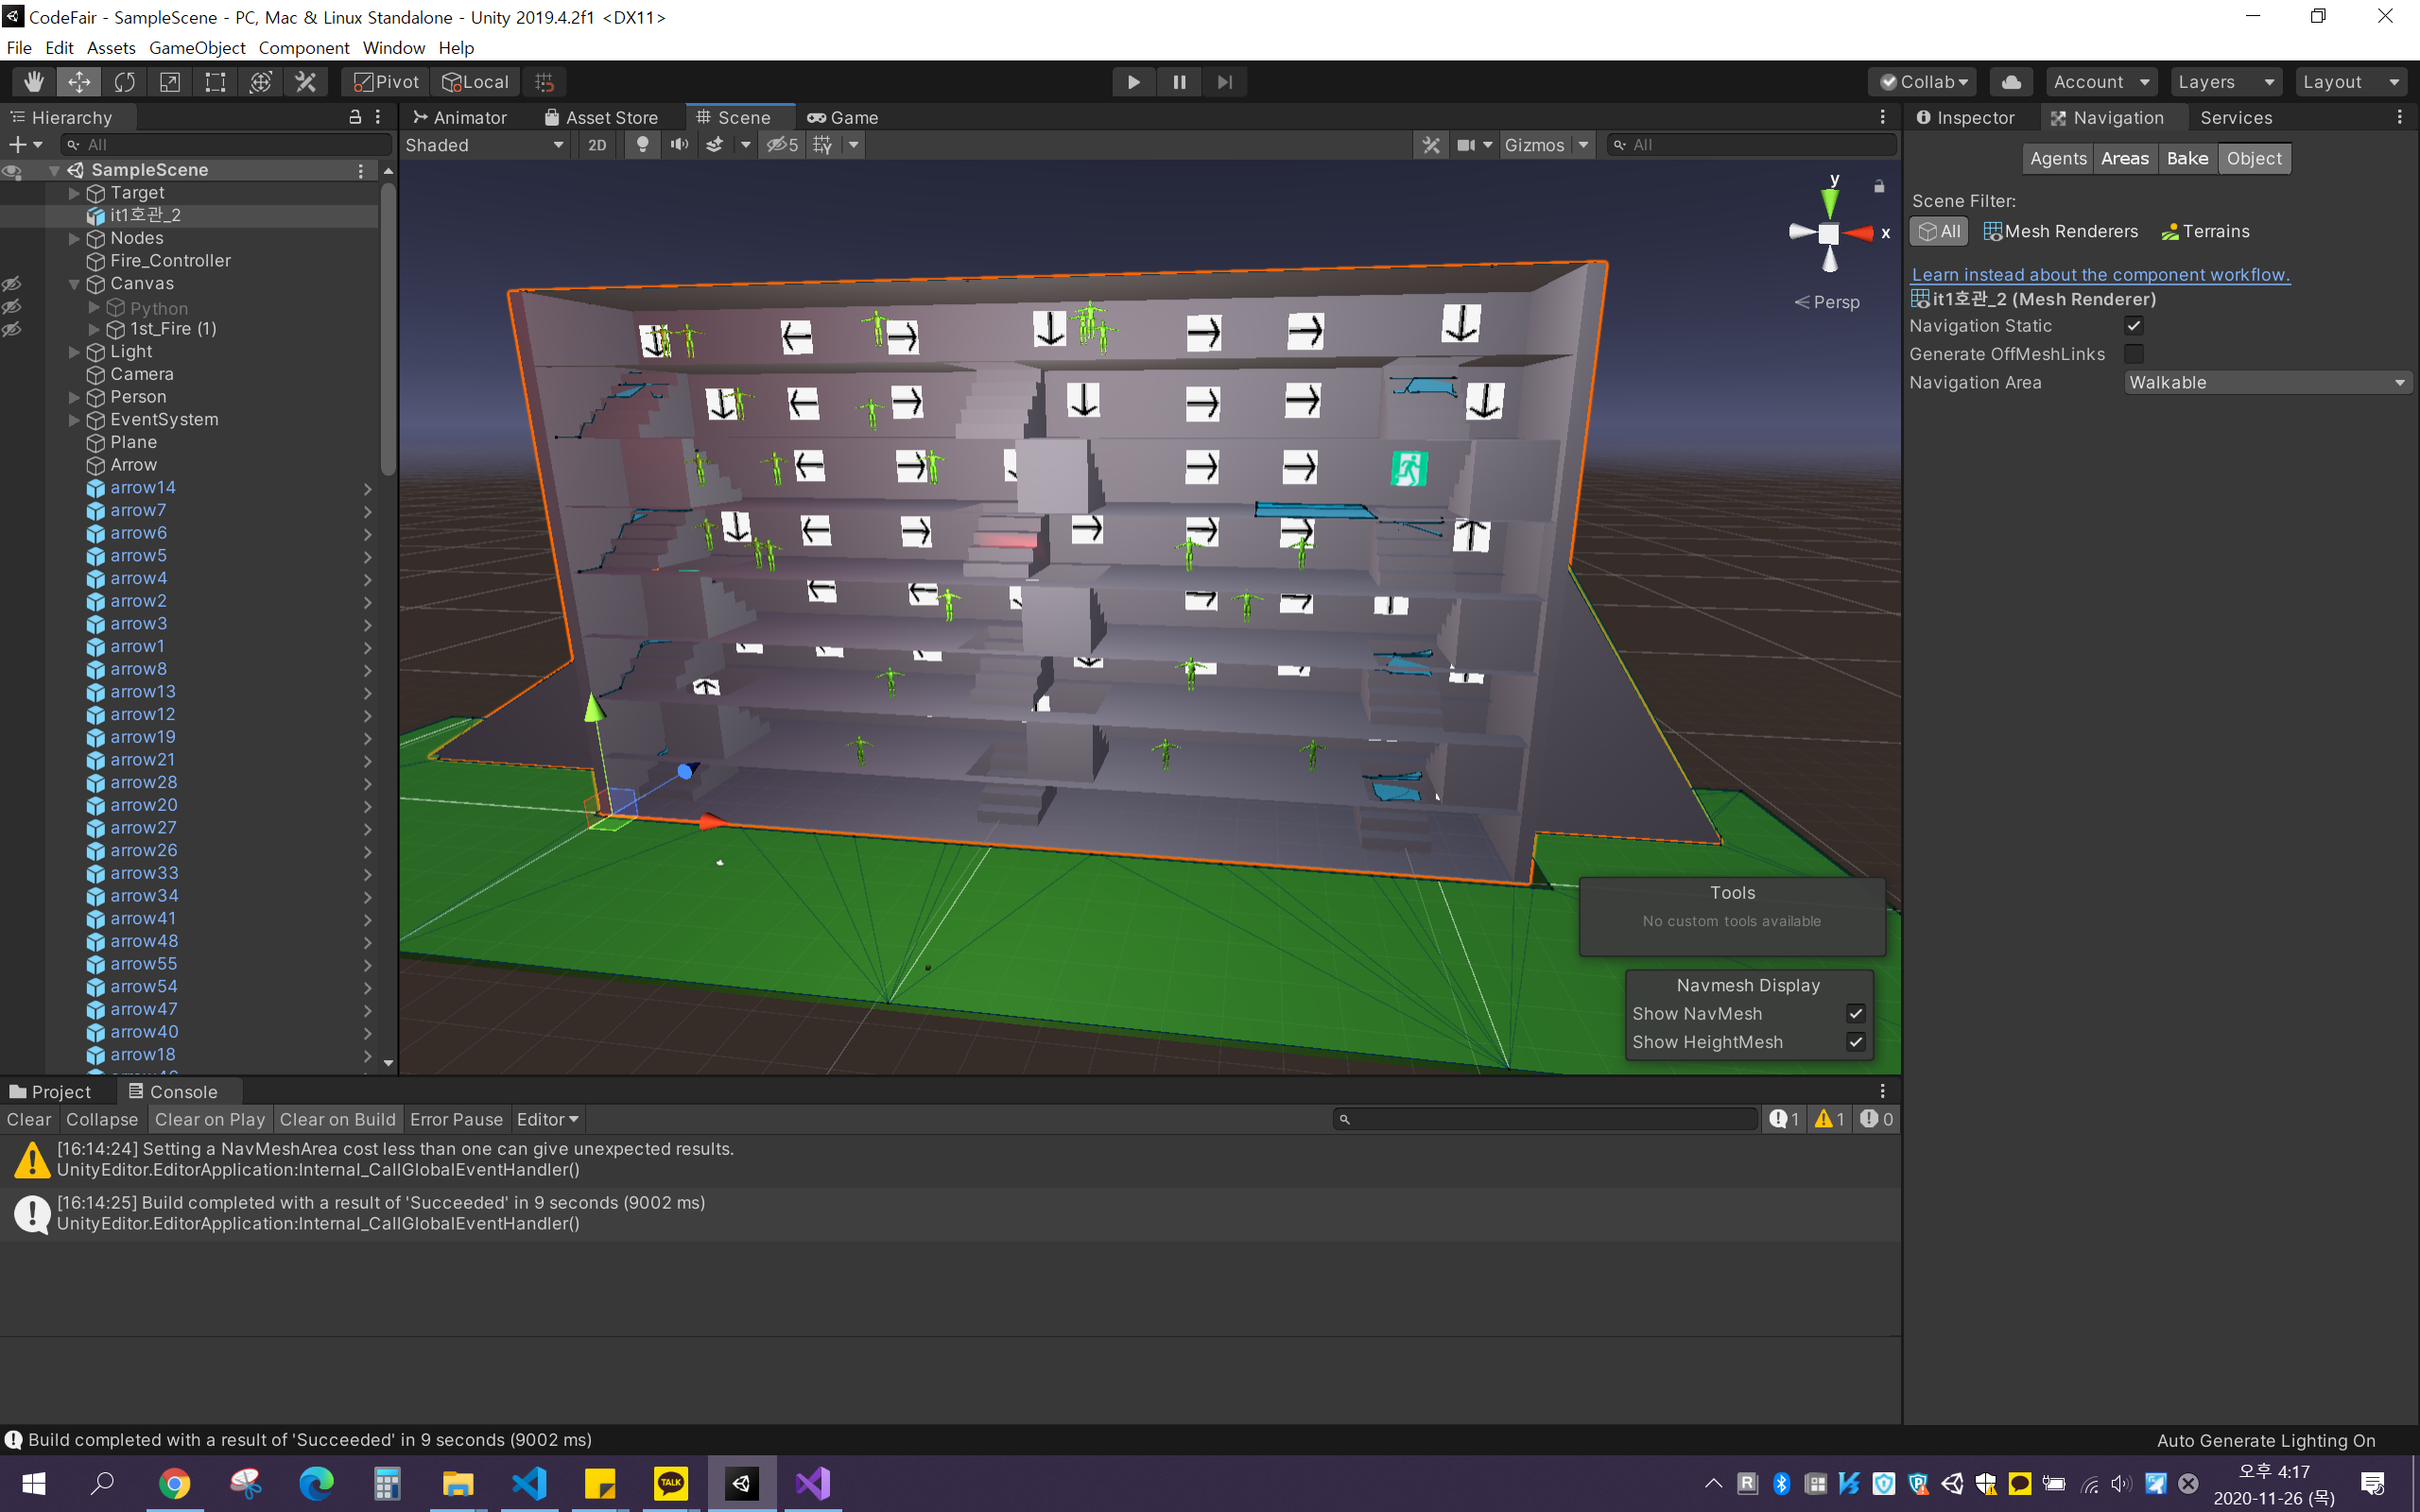 CodeFair - SampleScene - PC, Mac & Linux Standalone - Unity 2019.4.2f1 <DX11>
File Edit Assets GameObject Component Window Help
Pivot Local Collab Account Layers Layout
Hierarchy
All
SampleScene
Target
it1호관_2
Nodes
Fire_Controller
Canvas
Python
1st_Fire (1)
Light
Camera
Person
EventSystem
Plane
Arrow
arrow14
arrow7
arrow6
arrow5
arrow4
arrow2
arrow3
arrow1
arrow8
arrow13
arrow12
arrow19
arrow21
arrow28
arrow20
arrow27
arrow26
arrow33
arrow34
arrow41
arrow48
arrow55
arrow54
arrow47
arrow40
arrow18
Animator Asset Store Scene Game
Shaded 2D 5 Gizmos All
y
x
Persp
Tools
No custom tools available
Navmesh Display
Show NavMesh
Show HeightMesh
Inspector Navigation Services
Agents Areas Bake Object
Scene Filter:
All Mesh Renderers Terrains
Learn instead about the component workflow.
it1호관_2 (Mesh Renderer)
Navigation Static
Generate OffMeshLinks
Navigation Area Walkable
Project Console
Clear Collapse Clear on Play Clear on Build Error Pause Editor 1 1 0
[16:14:24] Setting a NavMeshArea cost less than one can give unexpected results.
UnityEditor.EditorApplication:Internal_CallGlobalEventHandler()
[16:14:25] Build completed with a result of 'Succeeded' in 9 seconds (9002 ms)
UnityEditor.EditorApplication:Internal_CallGlobalEventHandler()
Build completed with a result of 'Succeeded' in 9 seconds (9002 ms) Auto Generate Lighting On
TALK
오후 4:17
2020-11-26 (목)